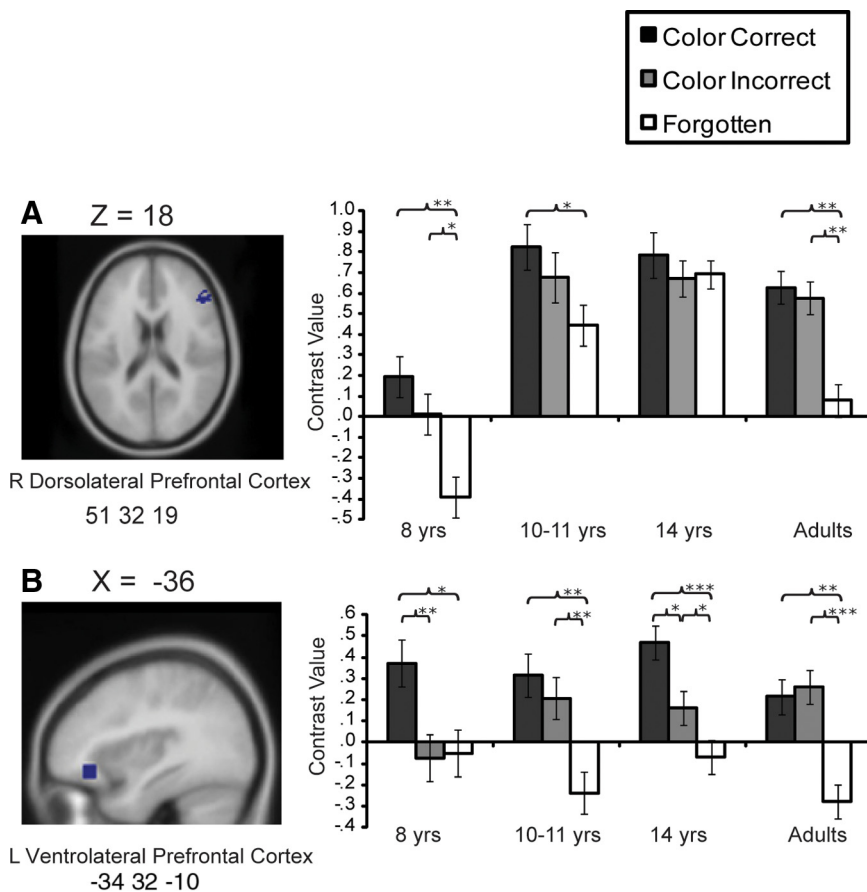 Color Correct
Color Incorrect
Forgotten
A
Z = 18
R Dorsolateral Prefrontal Cortex
51 32 19
Contrast Value
1.0
.9
.8
.7
.6
.5
.4
.3
.2
.1
.0
-.1
-.2
-.3
-.4
-.5
** * * ** **
8 yrs 10-11 yrs 14 yrs Adults
B
X = -36
L Ventrolateral Prefrontal Cortex
-34 32 -10
Contrast Value
.6
.5
.4
.3
.2
.1
.0
-.1
-.2
-.3
-.4
* ** *** **
** ** * * ***
8 yrs 10-11 yrs 14 yrs Adults